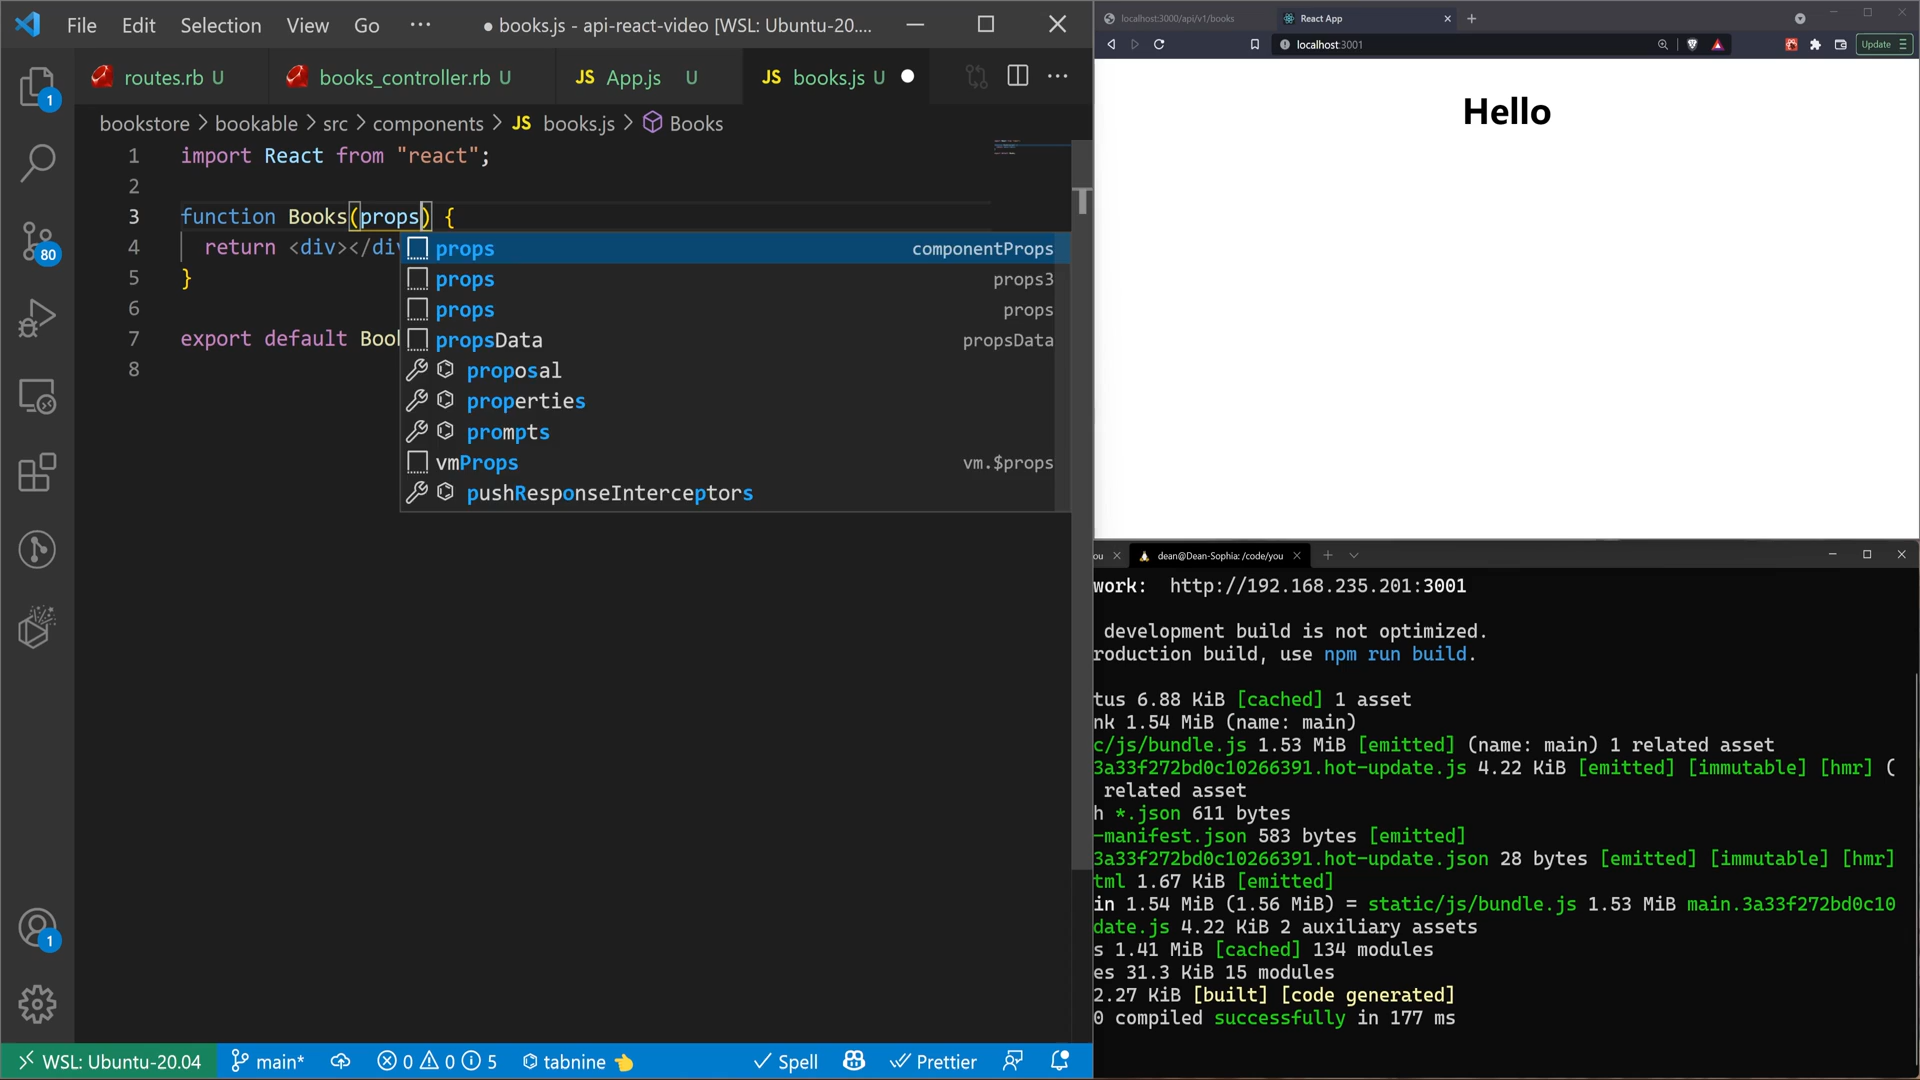 File Edit Selection View Go ··· ● books.js - api-react-video [WSL: Ubuntu-20....
routes.rb U books_controller.rb U JS App.js U JS books.js U ●
bookstore > bookable > src > components > JS books.js > Books
1 import React from "react";
2
3 function Books(props) {
4 return <div></div
5 }
6
7 export default Book
8
props componentProps
props props3
props props
propsData propsData
proposal
properties
prompts
vmProps vm.$props
pushResponseInterceptors
1
80
1
WSL: Ubuntu-20.04 main* 0 0 5 tabnine Spell Prettier
localhost:3000/api/v1/books React App
localhost:3001 Update
Hello
ou dean@Dean-Sophia: /code/you
work: http://192.168.235.201:3001
development build is not optimized.
roduction build, use npm run build.
tus 6.88 KiB [cached] 1 asset
nk 1.54 MiB (name: main)
c/js/bundle.js 1.53 MiB [emitted] (name: main) 1 related asset
3a33f272bd0c10266391.hot-update.js 4.22 KiB [emitted] [immutable] [hmr] (
related asset
h *.json 611 bytes
-manifest.json 583 bytes [emitted]
3a33f272bd0c10266391.hot-update.json 28 bytes [emitted] [immutable] [hmr]
tml 1.67 KiB [emitted]
in 1.54 MiB (1.56 MiB) = static/js/bundle.js 1.53 MiB main.3a33f272bd0c10
date.js 4.22 KiB 2 auxiliary assets
s 1.41 MiB [cached] 134 modules
es 31.3 KiB 15 modules
2.27 KiB [built] [code generated]
0 compiled successfully in 177 ms